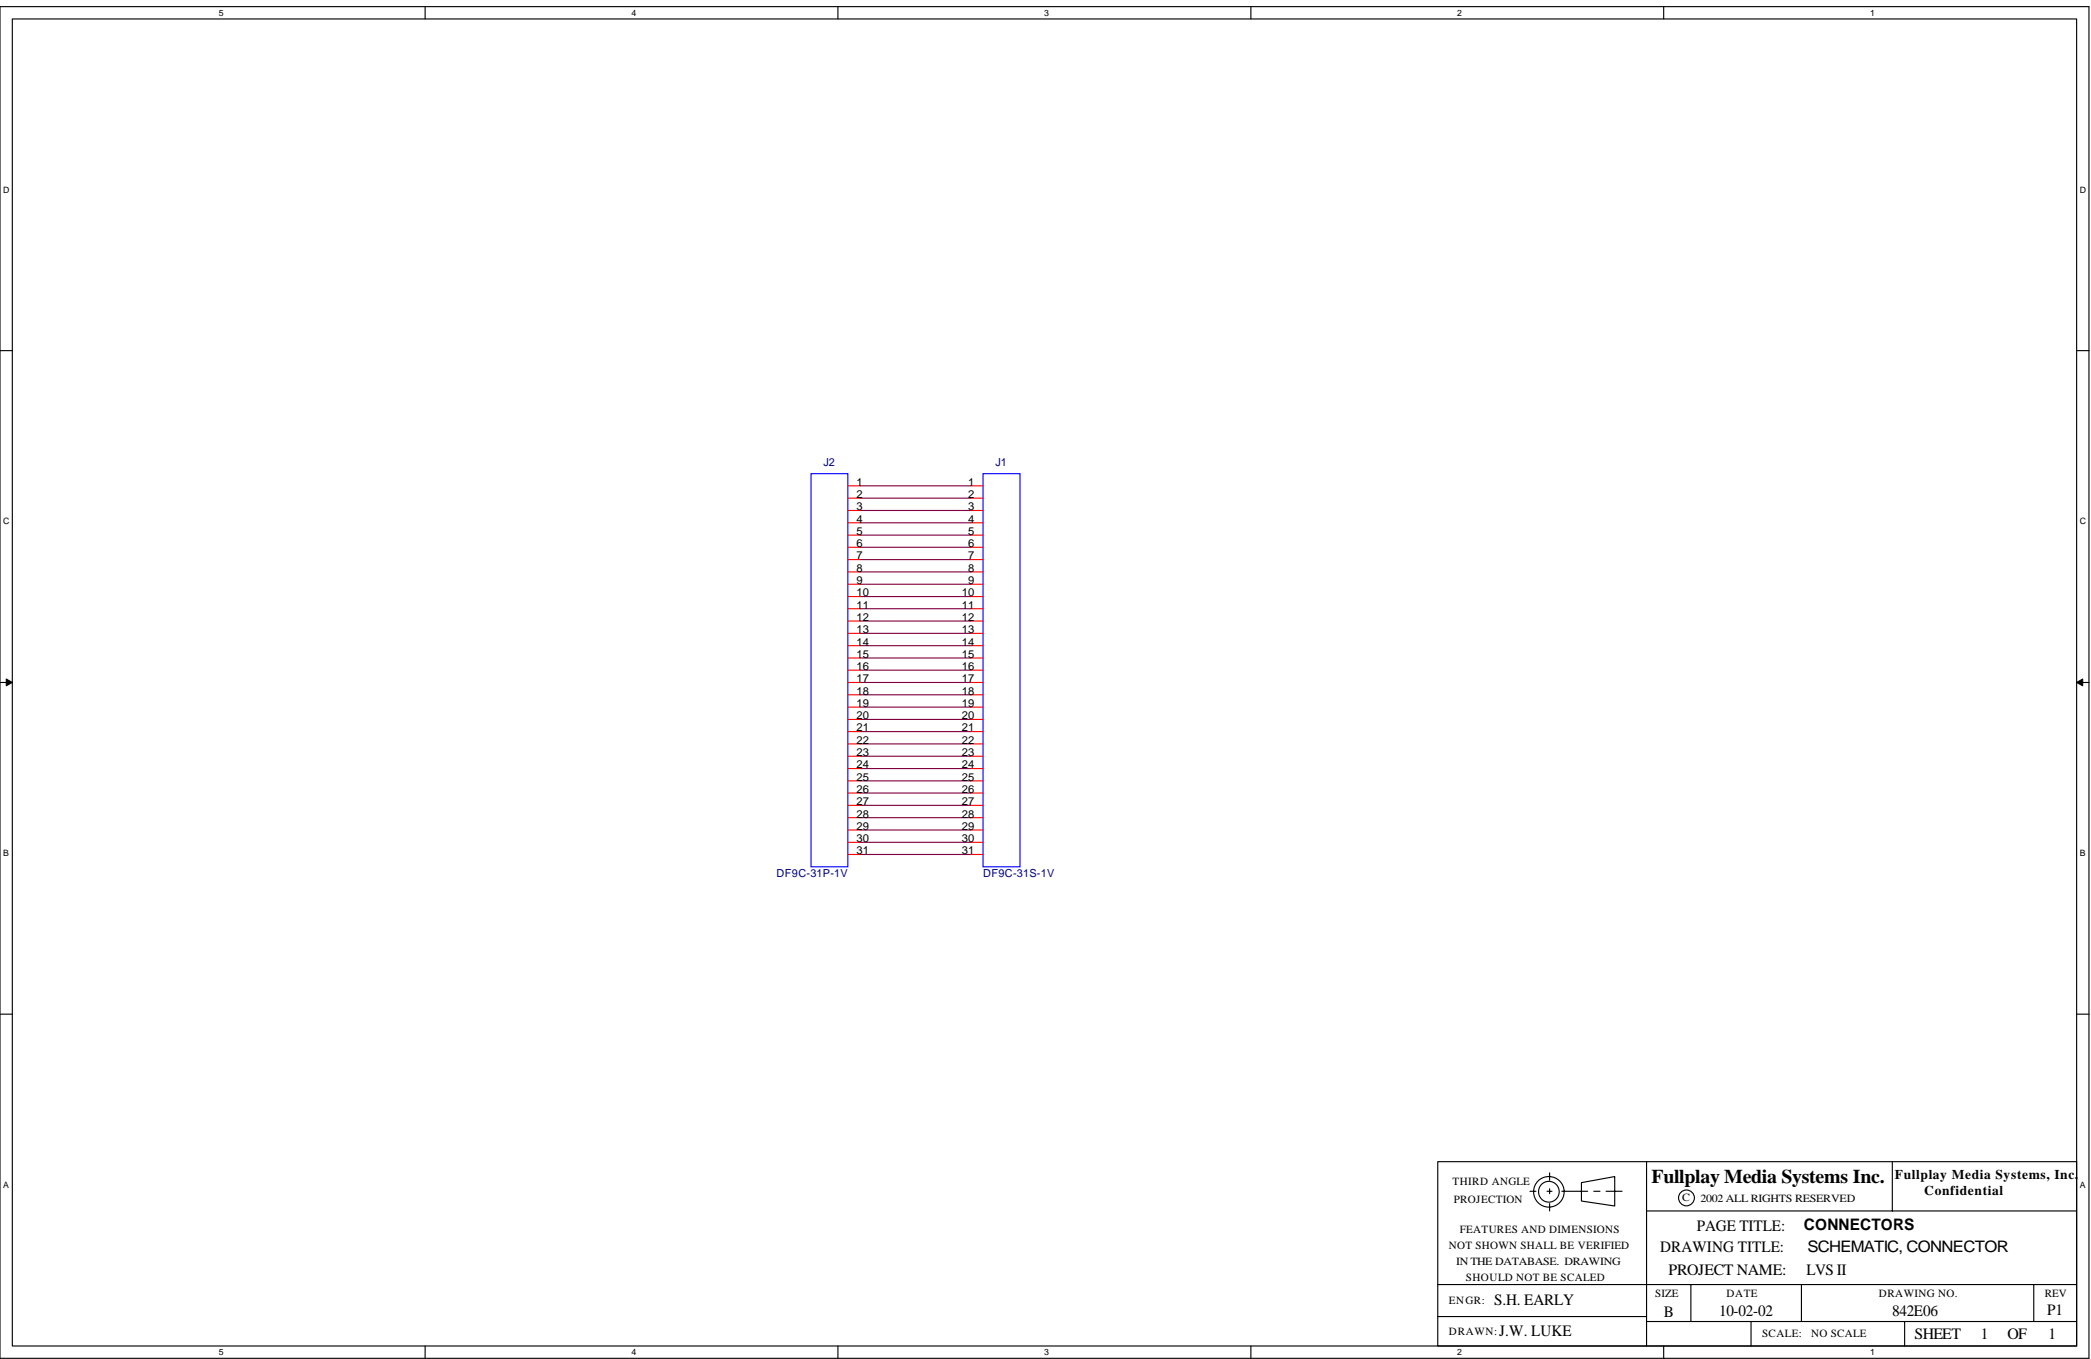 5 4 3 2 1
D D
C C
B B
A A
J2 J1
1 1
2 2
3 3
4 4
5 5
6 6
7 7
8 8
9 9
10 10
11 11
12 12
13 13
14 14
15 15
16 16
17 17
18 18
19 19
20 20
21 21
22 22
23 23
24 24
25 25
26 26
27 27
28 28
29 29
30 30
31 31
DF9C-31P-1V DF9C-31S-1V
THIRD ANGLE
PROJECTION
FEATURES AND DIMENSIONS
NOT SHOWN SHALL BE VERIFIED
IN THE DATABASE. DRAWING
SHOULD NOT BE SCALED
ENGR: S.H. EARLY
DRAWN: J.W. LUKE
Fullplay Media Systems Inc.
© 2002 ALL RIGHTS RESERVED
Fullplay Media Systems, Inc.
Confidential
PAGE TITLE: CONNECTORS
DRAWING TITLE: SCHEMATIC, CONNECTOR
PROJECT NAME: LVS II
SIZE DATE DRAWING NO. REV
B 10-02-02 842E06 P1
SCALE: NO SCALE SHEET 1 OF 1
5 4 3 2 1